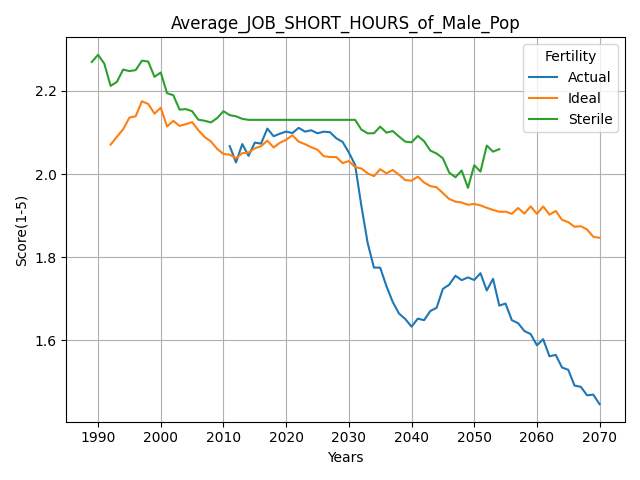 Average_JOB_SHORT_HOURS_of_Male_Pop
Fertility
Actual
Ideal
Sterile
Score(1-5)
2.2
2.0
1.8
1.6
1990 2000 2010 2020 2030 2040 2050 2060 2070
Years